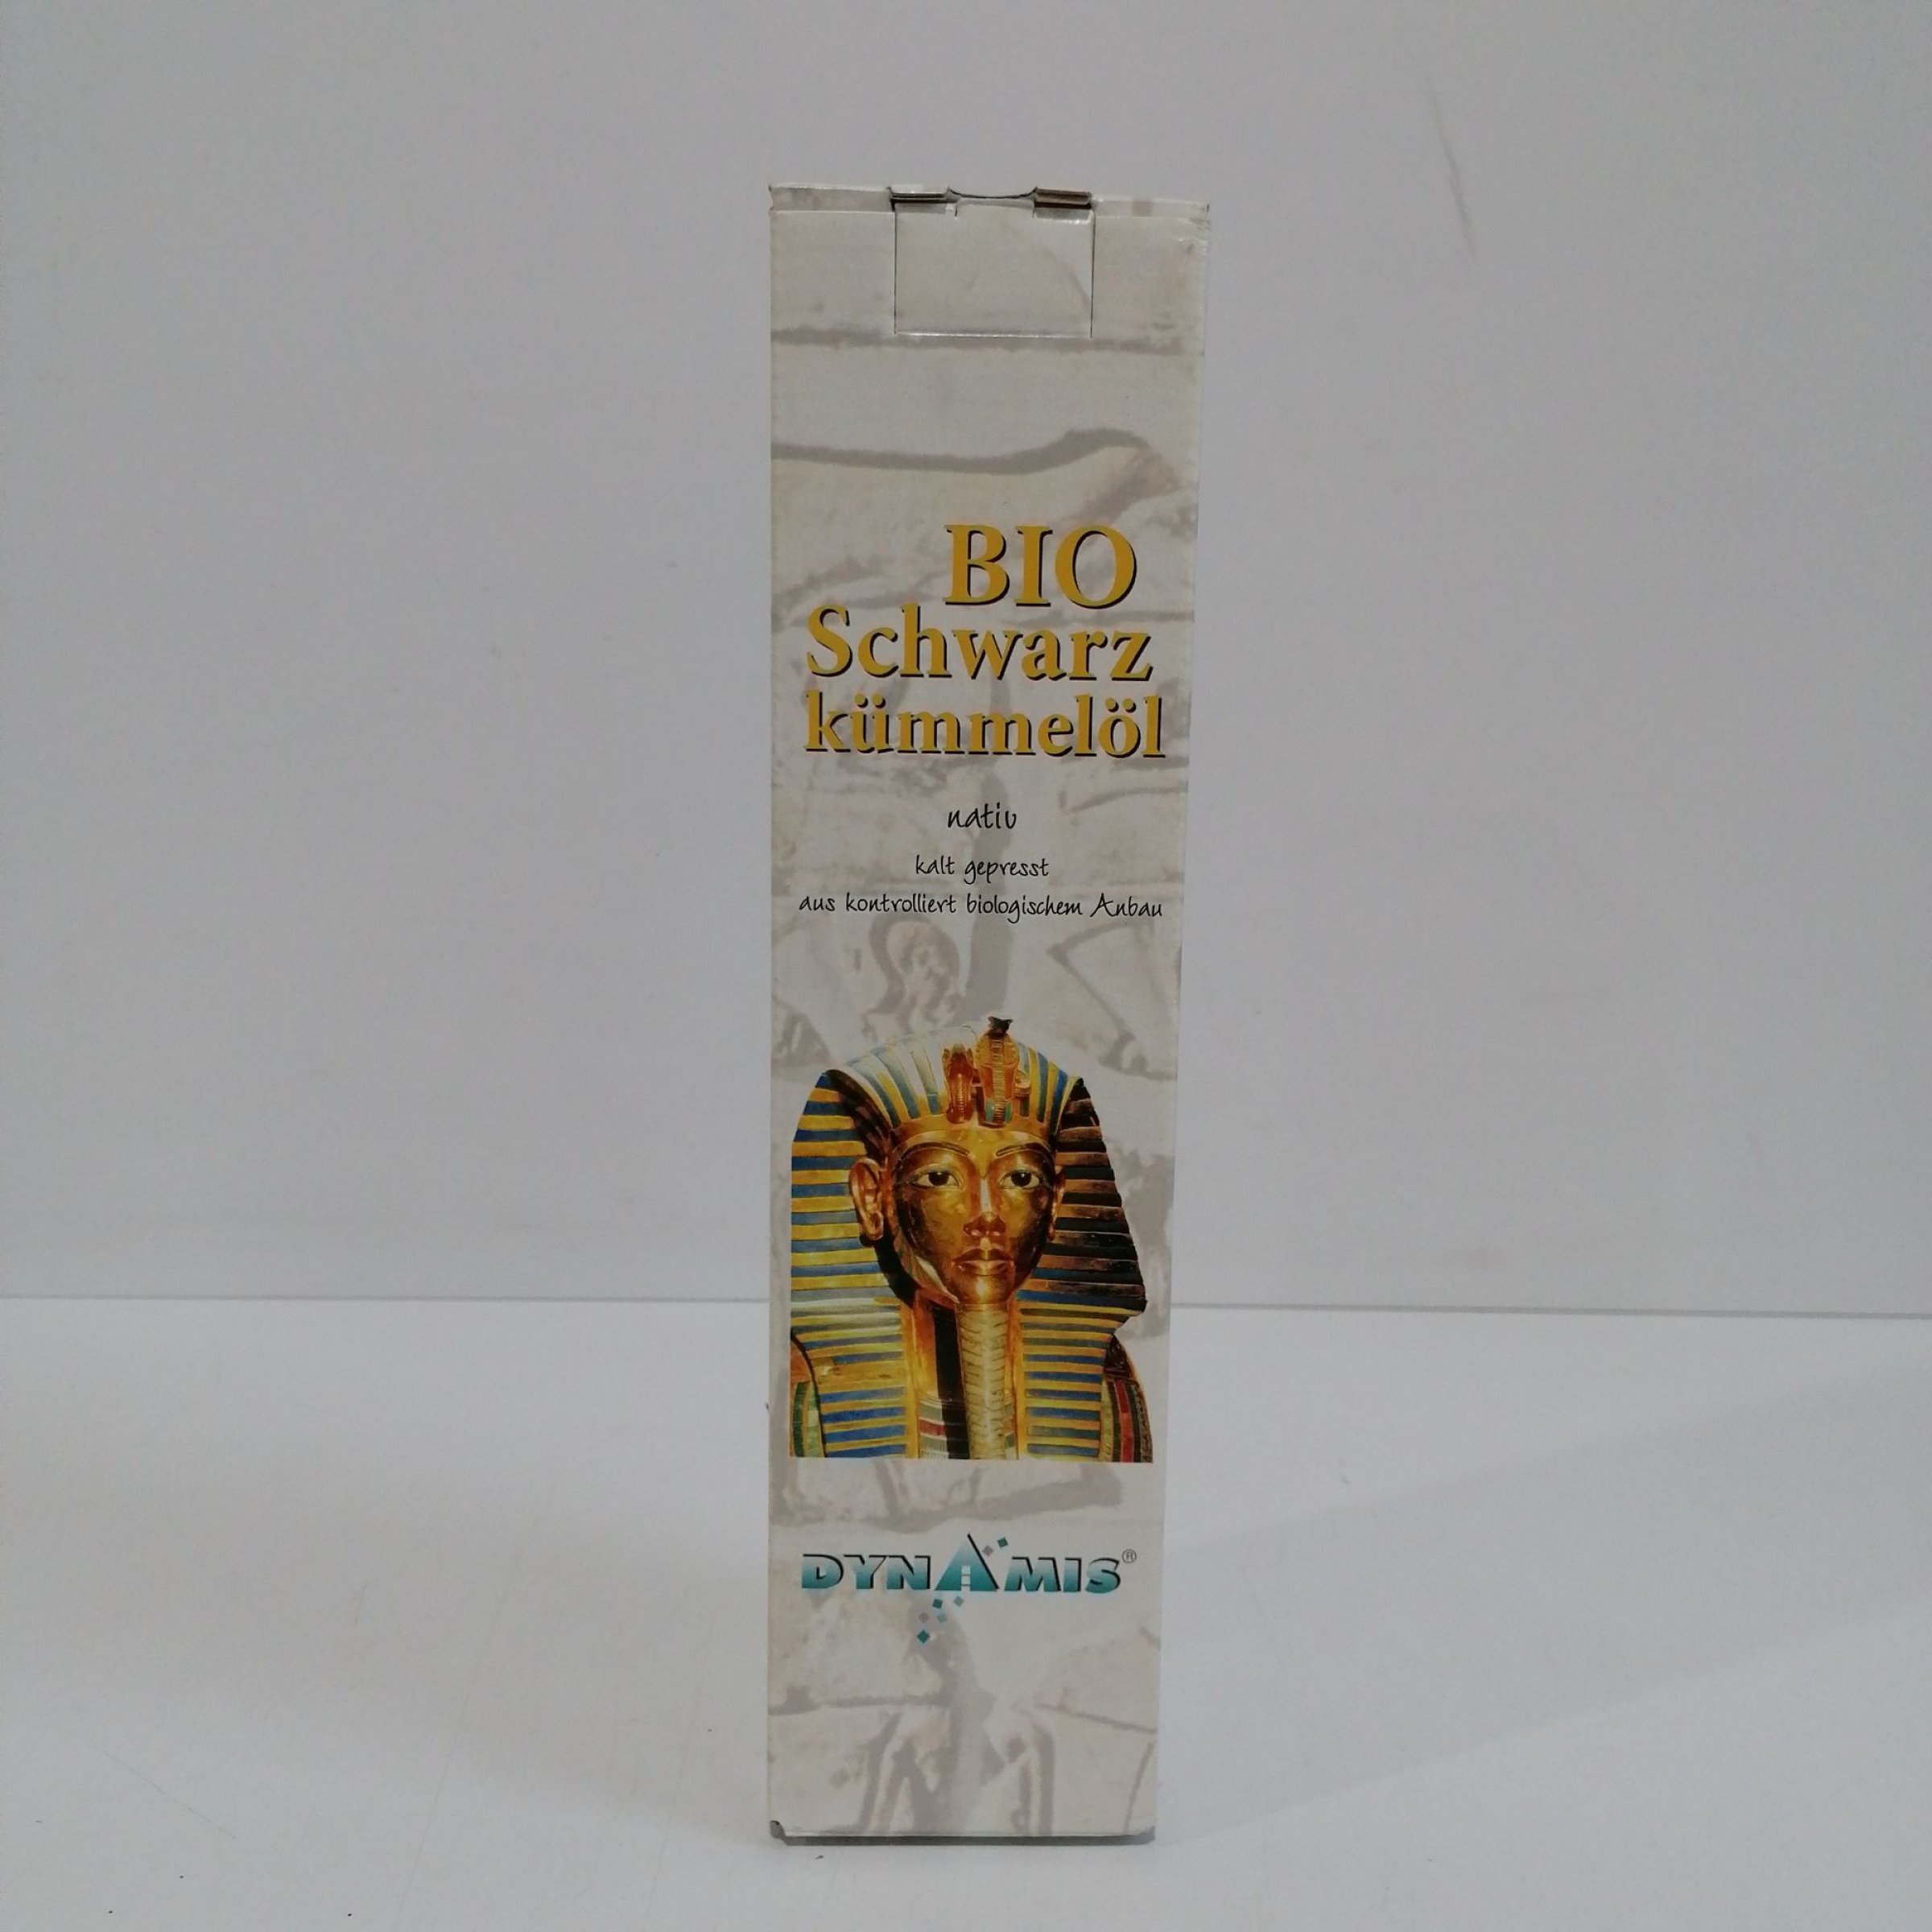 BIO
Schwarz
kümmelöl
nativ
kalt gepresst
aus kontrolliert biologischem Anbau
DYNAMIS®